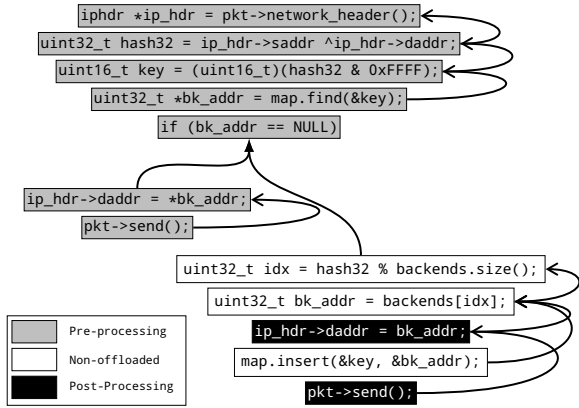 iphdr *ip_hdr = pkt->network_header();
uint32_t hash32 = ip_hdr->saddr ^ip_hdr->daddr;
uint16_t key = (uint16_t)(hash32 & 0xFFFF);
uint32_t *bk_addr = map.find(&key);
if (bk_addr == NULL)
ip_hdr->daddr = *bk_addr;
pkt->send();
uint32_t idx = hash32 % backends.size();
uint32_t bk_addr = backends[idx];
ip_hdr->daddr = bk_addr;
map.insert(&key, &bk_addr);
pkt->send();
Pre-processing
Non-offloaded
Post-Processing